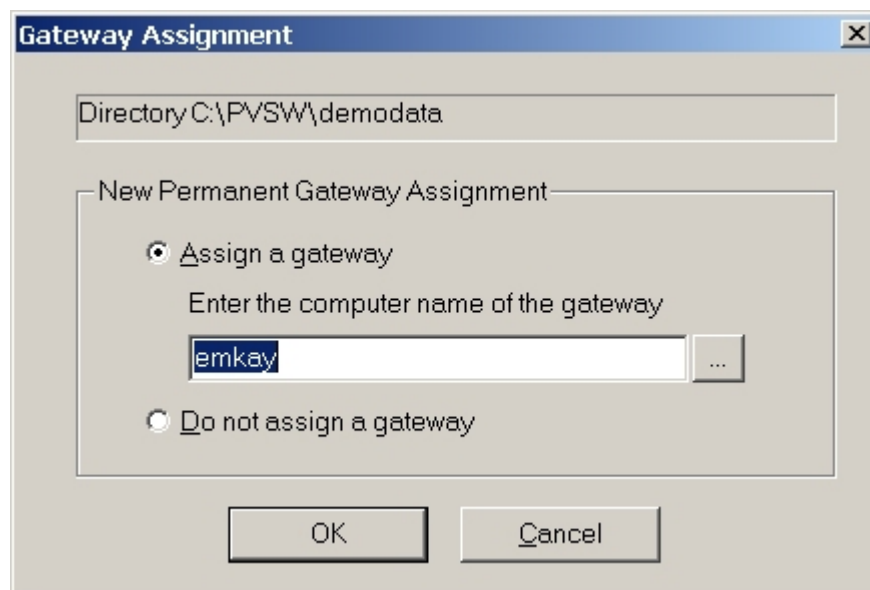 Gateway Assignment
Directory C:\PVSW\demodata
New Permanent Gateway Assignment
Assign a gateway
Enter the computer name of the gateway
emkay
...
Do not assign a gateway
OK
Cancel